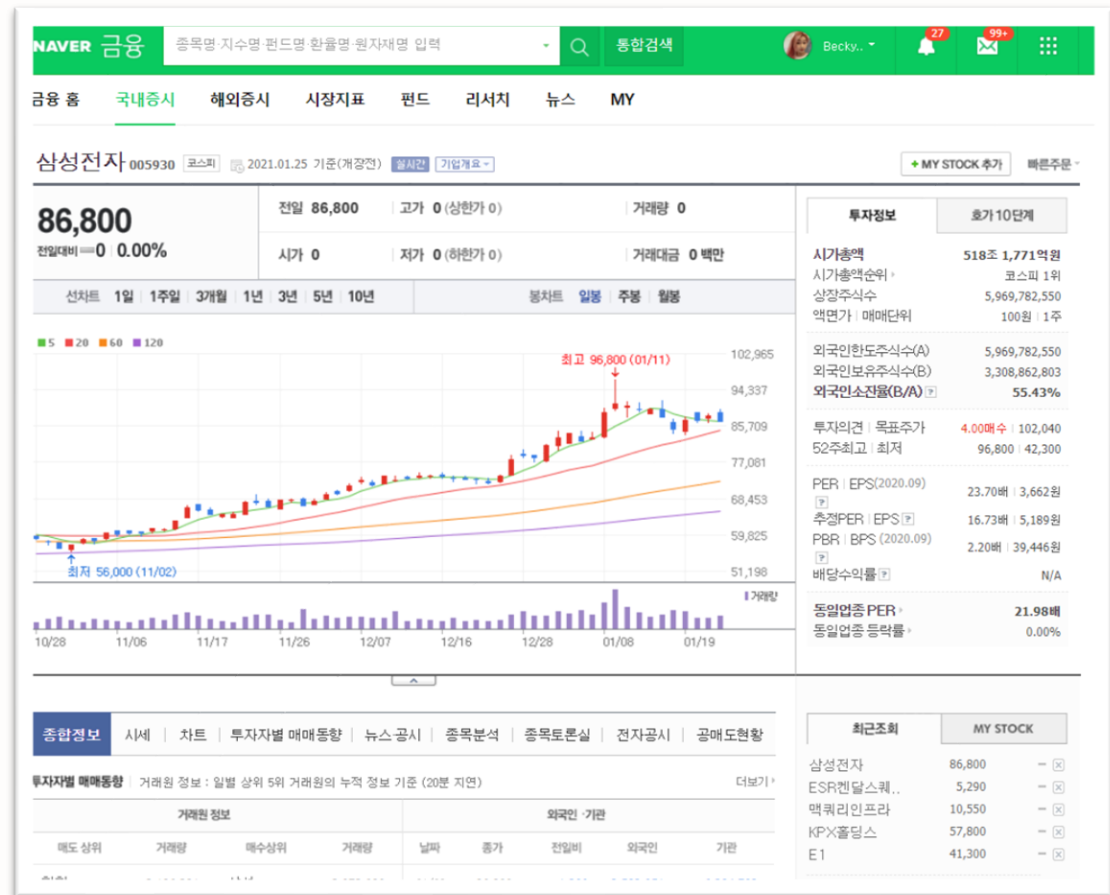 NAVER 금융 종목명·지수명·펀드명·환율명·원자재명 입력 통합검색 Becky.. 27 99+
금융 홈 국내증시 해외증시 시장지표 펀드 리서치 뉴스 MY
삼성전자 005930 코스피 2021.01.25 기준(개장전) 실시간 기업개요 + MY STOCK 추가 빠른주문
86,800
전일대비 0 0.00%
전일 86,800 고가 0 (상한가 0) 거래량 0
시가 0 저가 0 (하한가 0) 거래대금 0 백만
선차트 1일 1주일 3개월 1년 3년 5년 10년 봉차트 일봉 주봉 월봉
5 20 60 120
최고 96,800 (01/11)
최저 56,000 (11/02)
102,965
94,337
85,709
77,081
68,453
59,825
51,198
거래량
10/28 11/06 11/17 11/26 12/07 12/16 12/28 01/08 01/19
투자정보 호가 10단계
시가총액 518조 1,771억원
시가총액순위 코스피 1위
상장주식수 5,969,782,550
액면가 매매단위 100원 1주
외국인한도주식수(A) 5,969,782,550
외국인보유주식수(B) 3,308,862,803
외국인소진율(B/A) ? 55.43%
투자의견 목표주가 4.00매수 102,040
52주최고 최저 96,800 42,300
PER EPS(2020.09) ? 23.70배 3,662원
추정PER EPS ? 16.73배 5,189원
PBR BPS (2020.09) ? 2.20배 39,446원
배당수익률 ? N/A
동일업종 PER 21.98배
동일업종 등락률 0.00%
종합정보 시세 차트 투자자별 매매동향 뉴스·공시 종목분석 종목토론실 전자공시 공매도현황
투자자별 매매동향 거래원 정보 : 일별 상위 5위 거래원의 누적 정보 기준 (20분 지연) 더보기
거래원 정보 외국인·기관
매도 상위 거래량 매수상위 거래량 날짜 종가 전일비 외국인 기관
최근조회 MY STOCK
삼성전자 86,800
ESR켄달스퀘.. 5,290
맥쿼리인프라 10,550
KPX홀딩스 57,800
E1 41,300